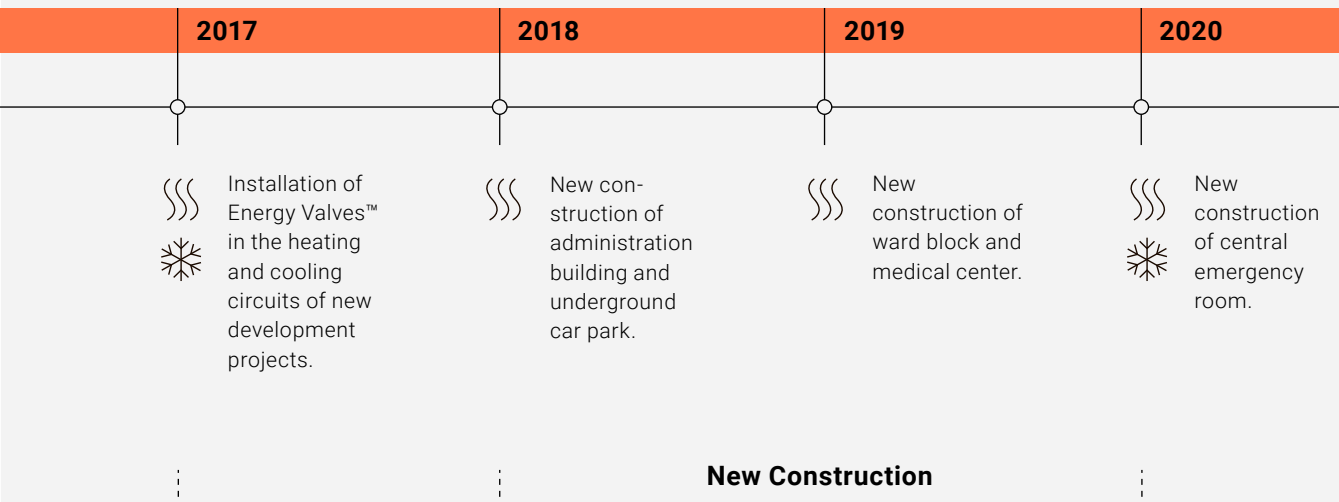 2017
2018
2019
2020
Installation of
Energy Valves™
in the heating
and cooling
circuits of new
development
projects.
New con-
struction of
administration
building and
underground
car park.
New
construction of
ward block and
medical center.
New
construction
of central
emergency
room.
New Construction